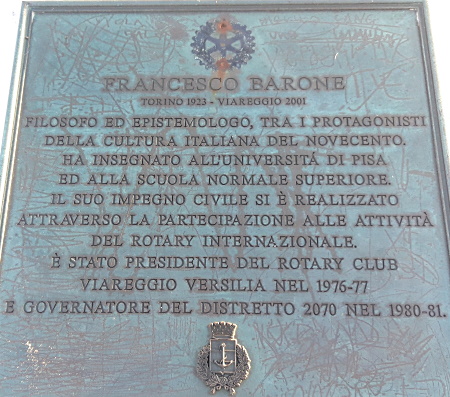 FRANCESCO BARONE
TORINO 1923 - VIAREGGIO 2001
FILOSOFO ED EPISTEMOLOGO, TRA I PROTAGONISTI
DELLA CULTURA ITALIANA DEL NOVECENTO.
HA INSEGNATO ALL'UNIVERSITÁ DI PISA
ED ALLA SCUOLA NORMALE SUPERIORE.
IL SUO IMPEGNO CIVILE SI È REALIZZATO
ATTRAVERSO LA PARTECIPAZIONE ALLE ATTIVITÀ
DEL ROTARY INTERNAZIONALE.
È STATO PRESIDENTE DEL ROTARY CLUB
VIAREGGIO VERSILIA NEL 1976-77
E GOVERNATORE DEL DISTRETTO 2070 NEL 1980-81.